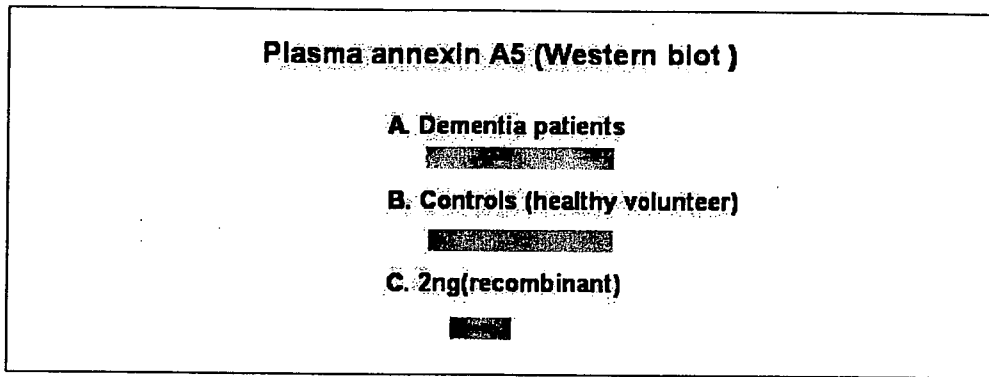 Plasma annexin A5 (Western blot )
A. Dementia patients
B. Controls (healthy volunteer)
C. 2ng(recombinant)